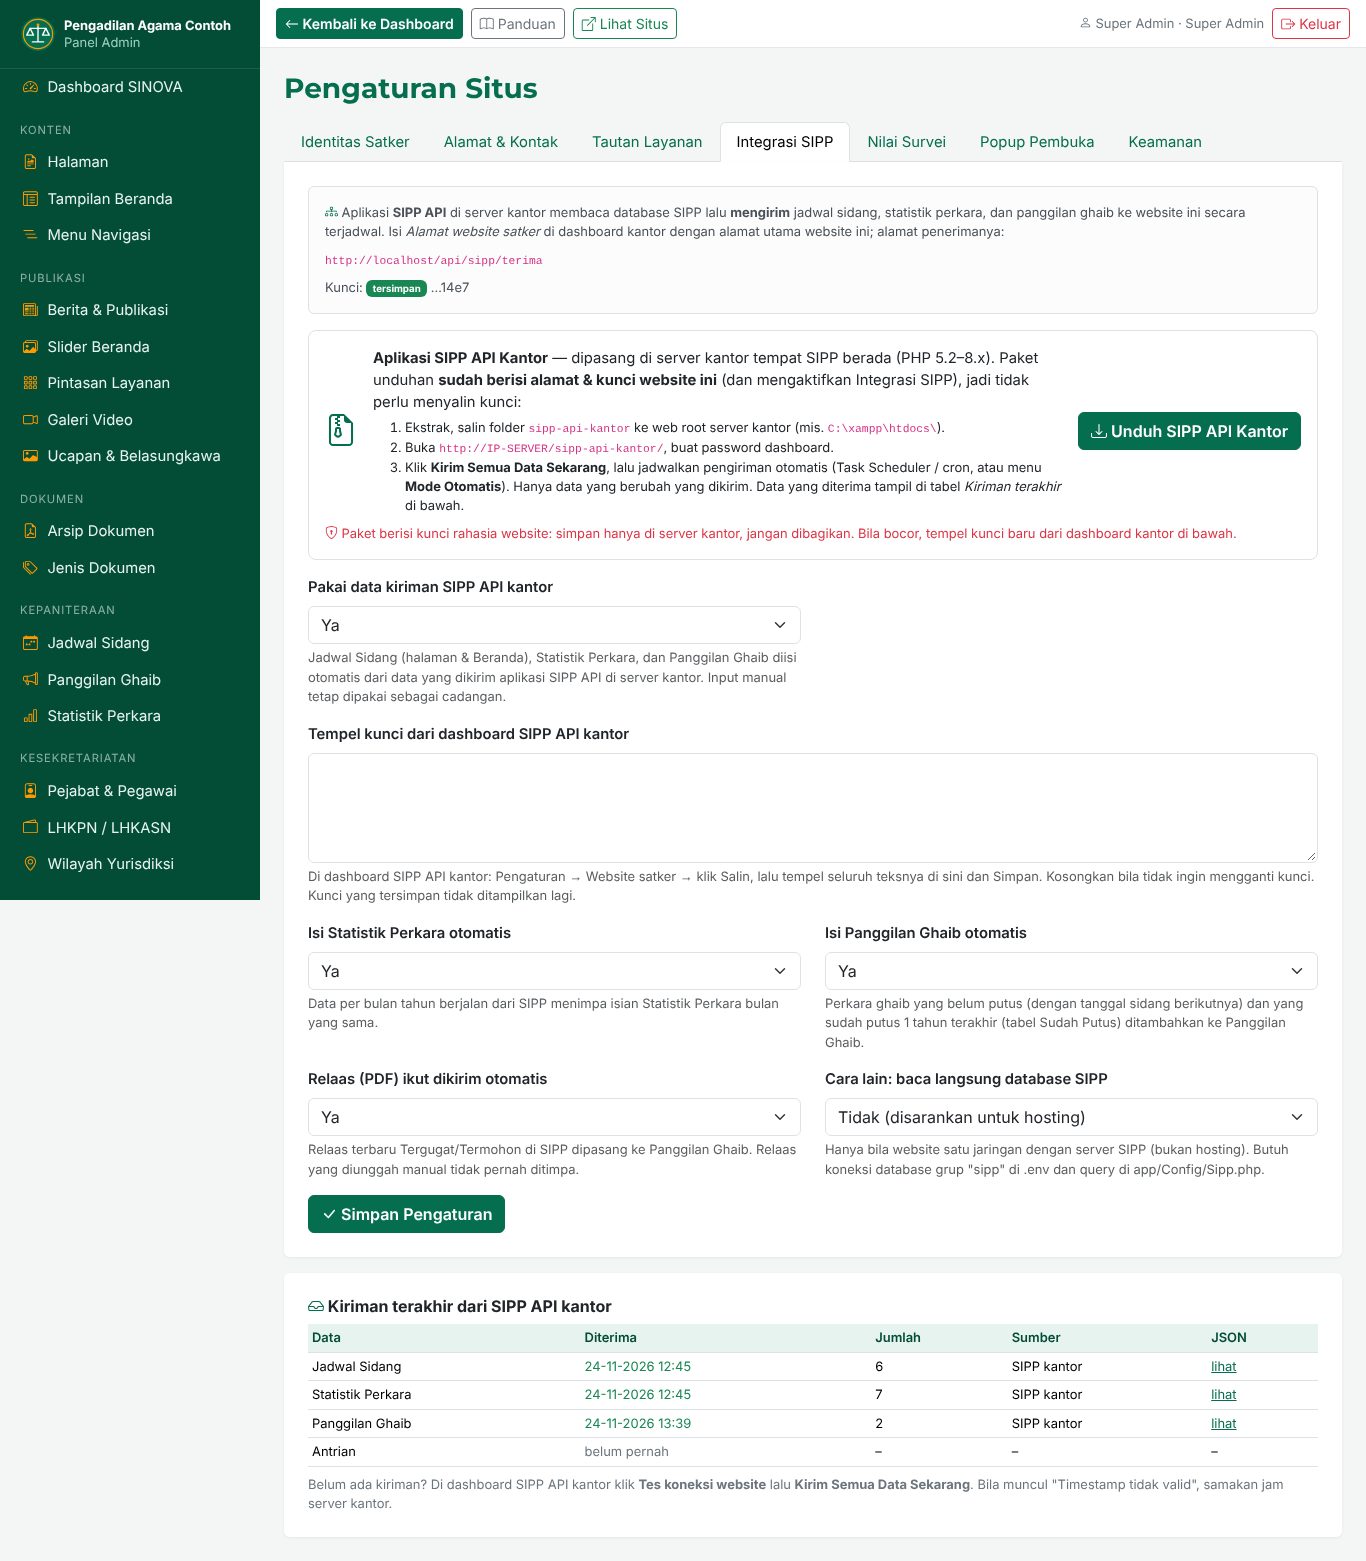 Pengadilan Agama Contoh
Panel Admin
Dashboard SINOVA
KONTEN
Halaman
Tampilan Beranda
Menu Navigasi
PUBLIKASI
Berita & Publikasi
Slider Beranda
Pintasan Layanan
Galeri Video
Ucapan & Belasungkawa
DOKUMEN
Arsip Dokumen
Jenis Dokumen
KEPANITERAAN
Jadwal Sidang
Panggilan Ghaib
Statistik Perkara
KESEKRETARIATAN
Pejabat & Pegawai
LHKPN / LHKASN
Wilayah Yurisdiksi
Kembali ke Dashboard
Panduan
Lihat Situs
Super Admin · Super Admin
Keluar
Pengaturan Situs
Identitas Satker
Alamat & Kontak
Tautan Layanan
Integrasi SIPP
Nilai Survei
Popup Pembuka
Keamanan
Aplikasi SIPP API di server kantor membaca database SIPP lalu mengirim jadwal sidang, statistik perkara, dan panggilan ghaib ke website ini secara
terjadwal. Isi Alamat website satker di dashboard kantor dengan alamat utama website ini; alamat penerimanya:
http://localhost/api/sipp/terima
Kunci: tersimpan …14e7
Aplikasi SIPP API Kantor — dipasang di server kantor tempat SIPP berada (PHP 5.2–8.x). Paket
unduhan sudah berisi alamat & kunci website ini (dan mengaktifkan Integrasi SIPP), jadi tidak
perlu menyalin kunci:
1. Ekstrak, salin folder sipp-api-kantor ke web root server kantor (mis. C:\xampp\htdocs\).
2. Buka http://IP-SERVER/sipp-api-kantor/, buat password dashboard.
3. Klik Kirim Semua Data Sekarang, lalu jadwalkan pengiriman otomatis (Task Scheduler / cron, atau menu
Mode Otomatis). Hanya data yang berubah yang dikirim. Data yang diterima tampil di tabel Kiriman terakhir
di bawah.
Unduh SIPP API Kantor
Paket berisi kunci rahasia website: simpan hanya di server kantor, jangan dibagikan. Bila bocor, tempel kunci baru dari dashboard kantor di bawah.
Pakai data kiriman SIPP API kantor
Ya
Jadwal Sidang (halaman & Beranda), Statistik Perkara, dan Panggilan Ghaib diisi
otomatis dari data yang dikirim aplikasi SIPP API di server kantor. Input manual
tetap dipakai sebagai cadangan.
Tempel kunci dari dashboard SIPP API kantor
Di dashboard SIPP API kantor: Pengaturan → Website satker → klik Salin, lalu tempel seluruh teksnya di sini dan Simpan. Kosongkan bila tidak ingin mengganti kunci.
Kunci yang tersimpan tidak ditampilkan lagi.
Isi Statistik Perkara otomatis
Ya
Data per bulan tahun berjalan dari SIPP menimpa isian Statistik Perkara bulan
yang sama.
Isi Panggilan Ghaib otomatis
Ya
Perkara ghaib yang belum putus (dengan tanggal sidang berikutnya) dan yang
sudah putus 1 tahun terakhir (tabel Sudah Putus) ditambahkan ke Panggilan
Ghaib.
Relaas (PDF) ikut dikirim otomatis
Ya
Relaas terbaru Tergugat/Termohon di SIPP dipasang ke Panggilan Ghaib. Relaas
yang diunggah manual tidak pernah ditimpa.
Cara lain: baca langsung database SIPP
Tidak (disarankan untuk hosting)
Hanya bila website satu jaringan dengan server SIPP (bukan hosting). Butuh
koneksi database grup "sipp" di .env dan query di app/Config/Sipp.php.
Simpan Pengaturan
Kiriman terakhir dari SIPP API kantor
Data Diterima Jumlah Sumber JSON
Jadwal Sidang 24-11-2026 12:45 6 SIPP kantor lihat
Statistik Perkara 24-11-2026 12:45 7 SIPP kantor lihat
Panggilan Ghaib 24-11-2026 13:39 2 SIPP kantor lihat
Antrian belum pernah – – –
Belum ada kiriman? Di dashboard SIPP API kantor klik Tes koneksi website lalu Kirim Semua Data Sekarang. Bila muncul "Timestamp tidak valid", samakan jam
server kantor.